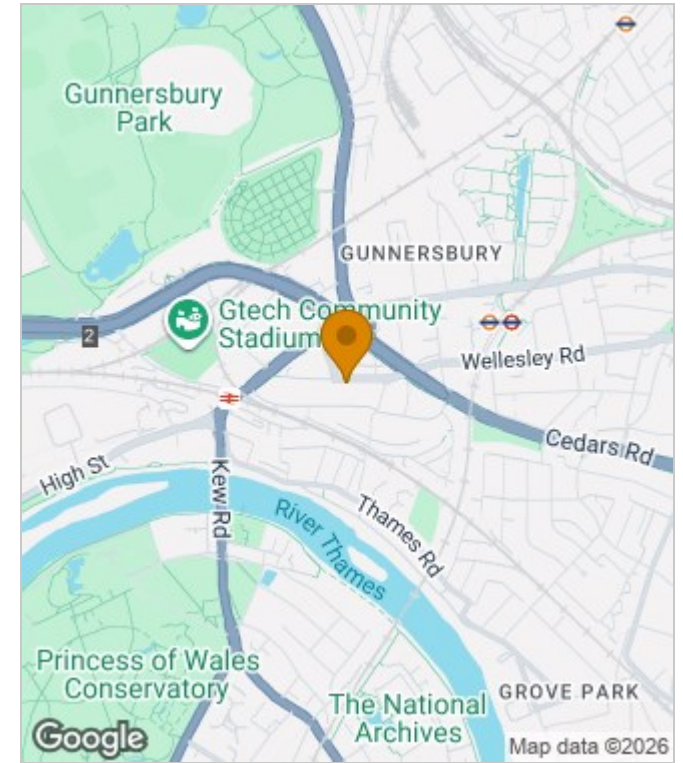 Gunnersbury
Park
GUNNERSBURY
Gtech Community
Stadium
2
Wellesley Rd
Cedars Rd
High St
Kew Rd
River Thames
Thames Rd
Princess of Wales
Conservatory
The National
Archives
GROVE PARK
Google
Map data ©2026